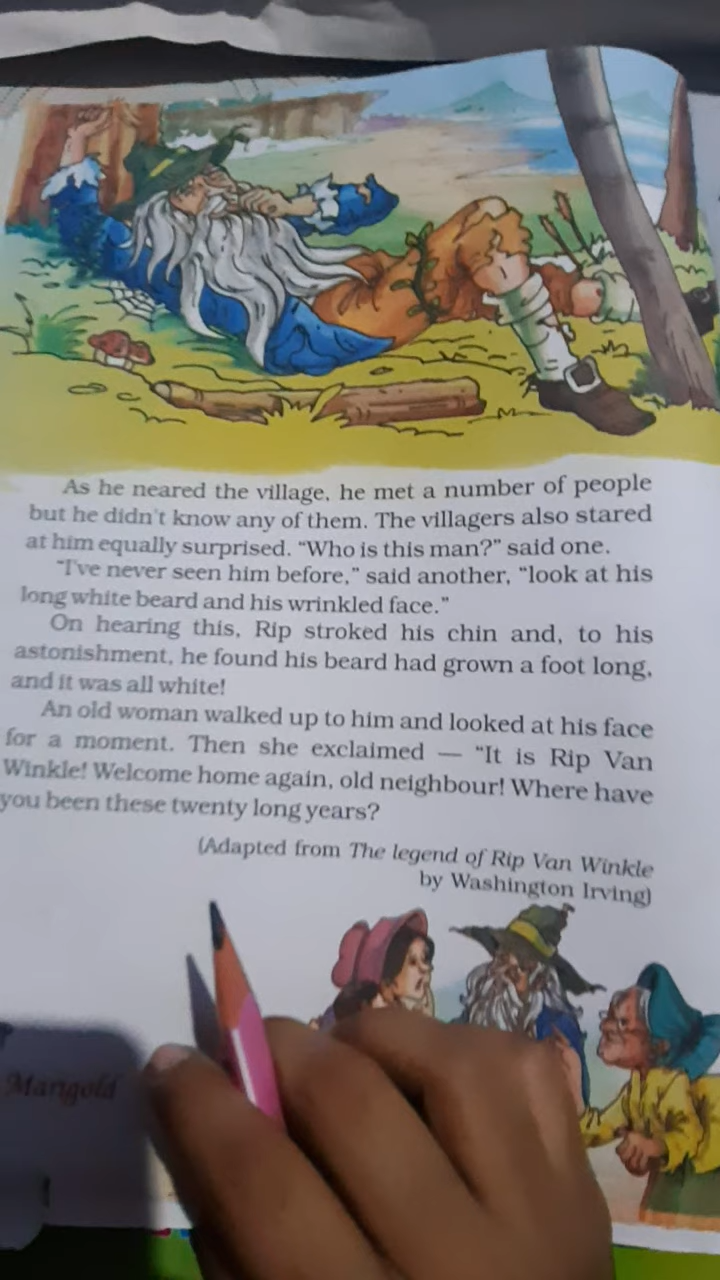 As he neared the village, he met a number of people
but he didn't know any of them. The villagers also stared
at him equally surprised. “Who is this man?” said one.
“I've never seen him before,” said another, “look at his
long white beard and his wrinkled face.”
On hearing this, Rip stroked his chin and, to his
astonishment, he found his beard had grown a foot long,
and it was all white!
An old woman walked up to him and looked at his face
for a moment. Then she exclaimed — “It is Rip Van
Winkle! Welcome home again, old neighbour! Where have
you been these twenty long years?
(Adapted from The legend of Rip Van Winkle
by Washington Irving)
Marigold